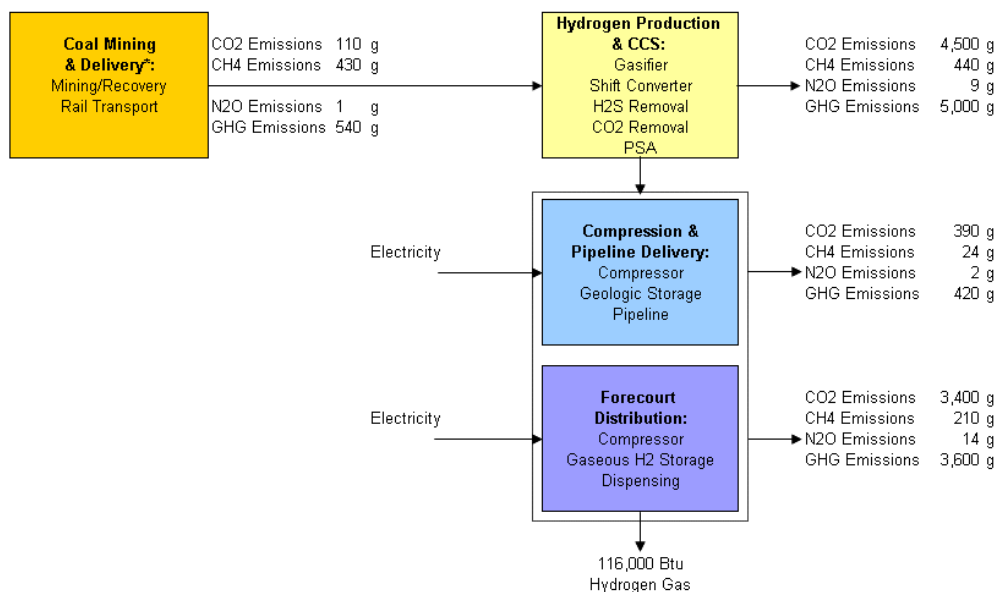 Coal Mining
& Delivery*:
Mining/Recovery
Rail Transport
CO2 Emissions 110 g
CH4 Emissions 430 g
N2O Emissions 1 g
GHG Emissions 540 g
Hydrogen Production
& CCS:
Gasifier
Shift Converter
H2S Removal
CO2 Removal
PSA
CO2 Emissions 4,500 g
CH4 Emissions 440 g
N2O Emissions 9 g
GHG Emissions 5,000 g
Electricity
Compression &
Pipeline Delivery:
Compressor
Geologic Storage
Pipeline
CO2 Emissions 390 g
CH4 Emissions 24 g
N2O Emissions 2 g
GHG Emissions 420 g
Electricity
Forecourt
Distribution:
Compressor
Gaseous H2 Storage
Dispensing
CO2 Emissions 3,400 g
CH4 Emissions 210 g
N2O Emissions 14 g
GHG Emissions 3,600 g
116,000 Btu
Hydrogen Gas